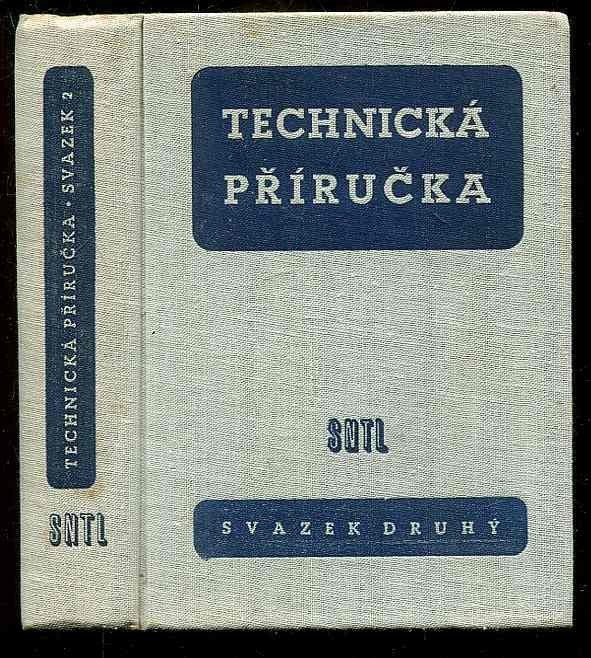 TECHNICKÁ PŘÍRUČKA • SVAZEK 2
SNTL
TECHNICKÁ
PŘÍRUČKA
SNTL
SVAZEK DRUHÝ